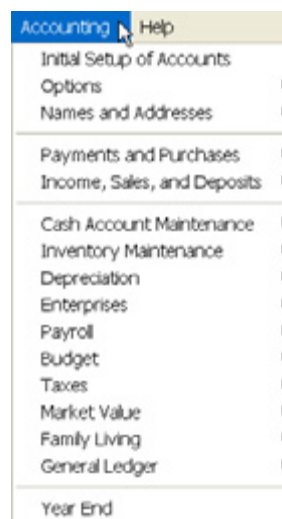 Accounting Help
Initial Setup of Accounts
Options
Names and Addresses
Payments and Purchases
Income, Sales, and Deposits
Cash Account Maintenance
Inventory Maintenance
Depreciation
Enterprises
Payroll
Budget
Taxes
Market Value
Family Living
General Ledger
Year End